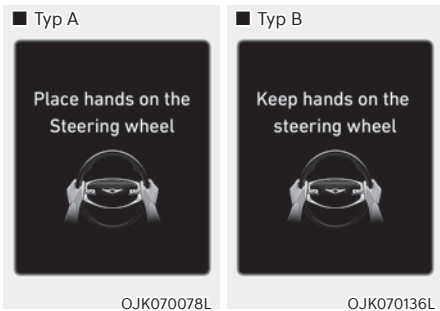 ■ Typ A
Place hands on the
Steering wheel
OJK070078L
■ Typ B
Keep hands on the
steering wheel
OJK070136L